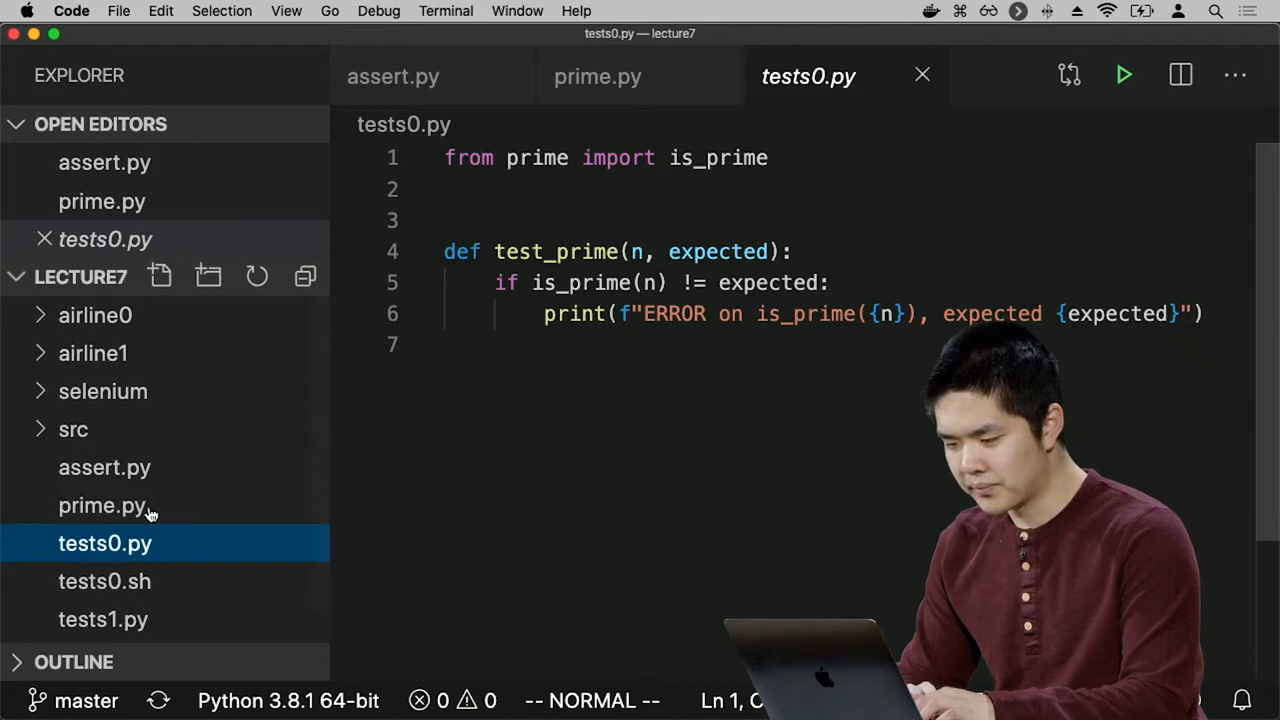 Code File Edit Selection View Go Debug Terminal Window Help
tests0.py — lecture7
EXPLORER
assert.py prime.py tests0.py
OPEN EDITORS
assert.py
prime.py
tests0.py
LECTURE7
airline0
airline1
selenium
src
assert.py
prime.py
tests0.py
tests0.sh
tests1.py
OUTLINE
tests0.py
1 from prime import is_prime
2
3
4 def test_prime(n, expected):
5 if is_prime(n) != expected:
6 print(f"ERROR on is_prime({n}), expected {expected}")
7
master Python 3.8.1 64-bit 0 0 -- NORMAL -- Ln 1,